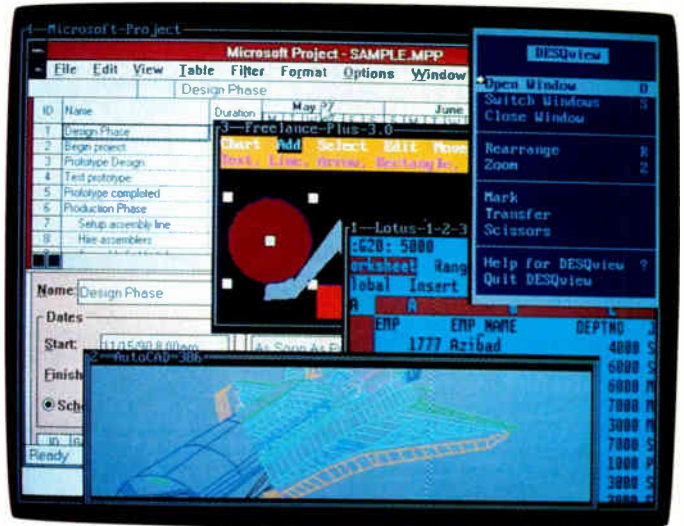 4—Microsoft-Project
Microsoft Project - SAMPLE.MPP
File Edit View Table Filter Format Options Window
Design Phase
ID Name Duration May '97 June
1 Design Phase
2 Begin project
3 Prototype Design
4 Test prototype
5 Prototype completed
6 Production Phase
7 Setup assembly line
8 Hire assemblers
Name: Design Phase
Dates
Start: 11/15/90 8:00am As Soon As P
Finish
Sch
ID
Ready
3—Freelance-Plus-3.0
Chart Add Select Edit Move
Text, Line, Arrow, Rectangle,
1—Lotus-1-2-3
:G20: 5000
orksheet Rang
lobal Insert
A A
EMP EMP NAME DEPTNO J
1777 Azibad 4000 S
6000 S
6000 M
7000 M
3000 M
7000 S
1000 P
3000 S
2—AutoCAD-386
DESQview
Open Window O
Switch Windows S
Close Window
Rearrange R
Zoom Z
Mark
Transfer
Scissors
Help for DESQview ?
Quit DESQview